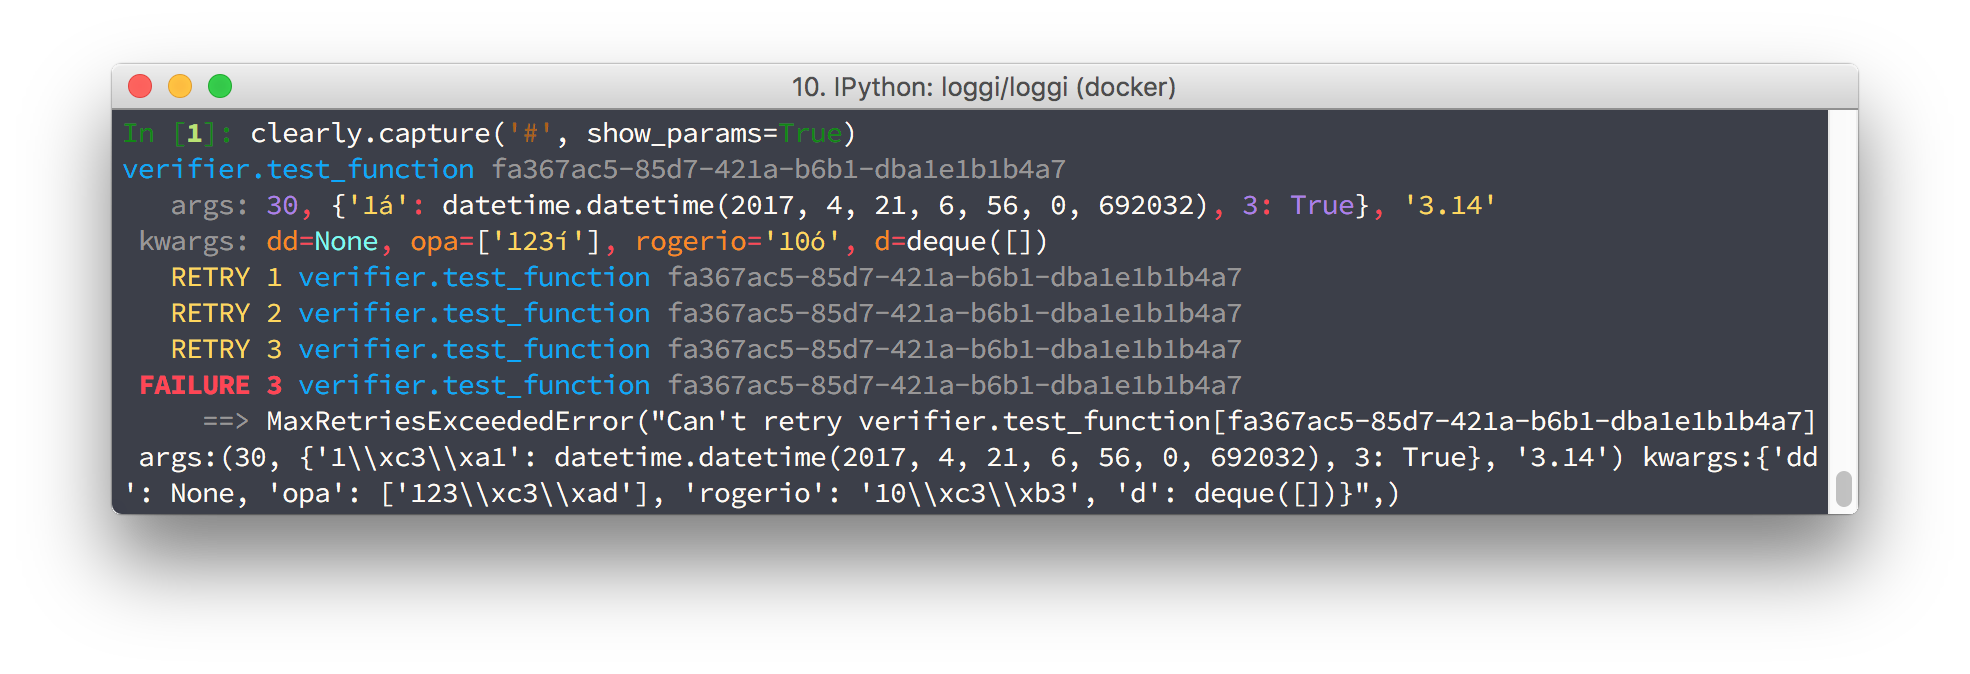 10. IPython: loggi/loggi (docker)
In [1]: clearly.capture('#', show_params=True)
verifier.test_function fa367ac5-85d7-421a-b6b1-dba1e1b1b4a7
args: 30, {'1á': datetime.datetime(2017, 4, 21, 6, 56, 0, 692032), 3: True}, '3.14'
kwargs: dd=None, opa=['123í'], rogerio='10ó', d=deque([])
RETRY 1 verifier.test_function fa367ac5-85d7-421a-b6b1-dba1e1b1b4a7
RETRY 2 verifier.test_function fa367ac5-85d7-421a-b6b1-dba1e1b1b4a7
RETRY 3 verifier.test_function fa367ac5-85d7-421a-b6b1-dba1e1b1b4a7
FAILURE 3 verifier.test_function fa367ac5-85d7-421a-b6b1-dba1e1b1b4a7
==> MaxRetriesExceededError("Can't retry verifier.test_function[fa367ac5-85d7-421a-b6b1-dba1e1b1b4a7]
args:(30, {'1\\xc3\\xa1': datetime.datetime(2017, 4, 21, 6, 56, 0, 692032), 3: True}, '3.14') kwargs:{'dd
': None, 'opa': ['123\\xc3\\xad'], 'rogerio': '10\\xc3\\xb3', 'd': deque([])}",)